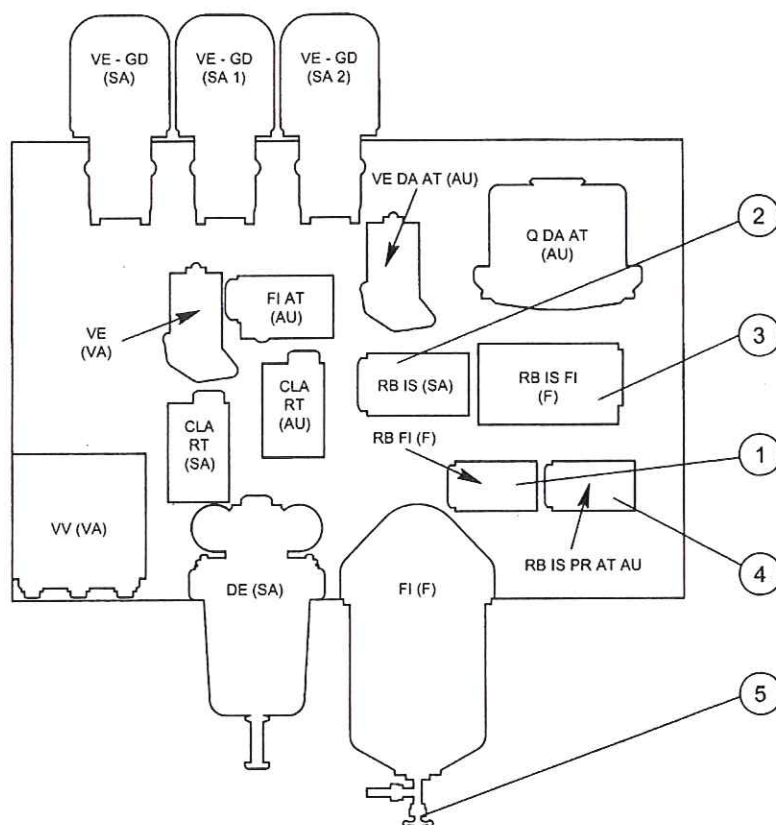 VE - GD
(SA)
VE - GD
(SA 1)
VE - GD
(SA 2)
VE DA AT (AU)
Q DA AT
(AU)
2
FI AT
(AU)
VE
(VA)
3
RB IS (SA)
RB IS FI
(F)
CLA
RT
(AU)
CLA
RT
(SA)
RB FI (F)
1
VV (VA)
RB IS PR AT AU
4
DE (SA)
FI (F)
5